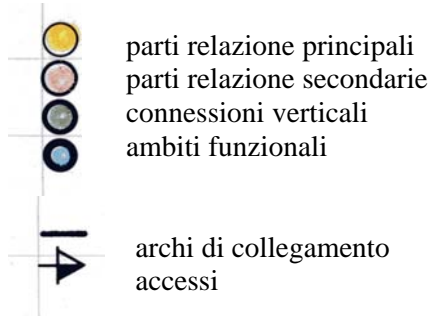 parti relazione principali
parti relazione secondarie
connessioni verticali
ambiti funzionali
archi di collegamento
accessi